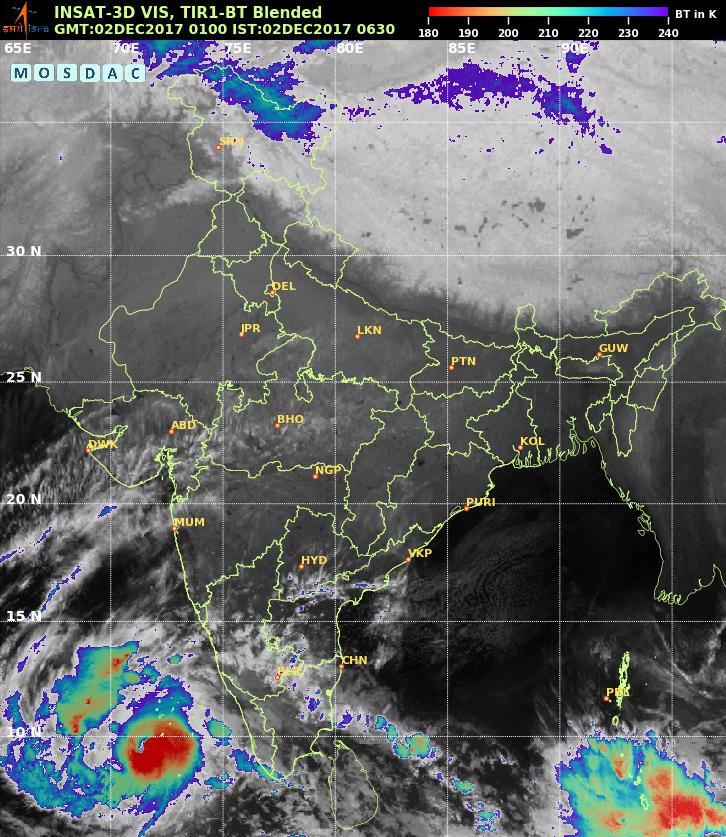 INSAT-3D VIS, TIR1-BT Blended
GMT:02DEC2017 0100 IST:02DEC2017 0630
BT in K
180 190 200 210 220 230 240
65E 70E 75E 80E 85E 90E
M O S D A C
SRN
30 N
DEL
JPR
LKN
GUW
PTN
25 N
BHO
ABD
DWK
KOL
NGP
20 N
PURI
MUM
VKP
HYD
15 N
CHN
PBL
10 N